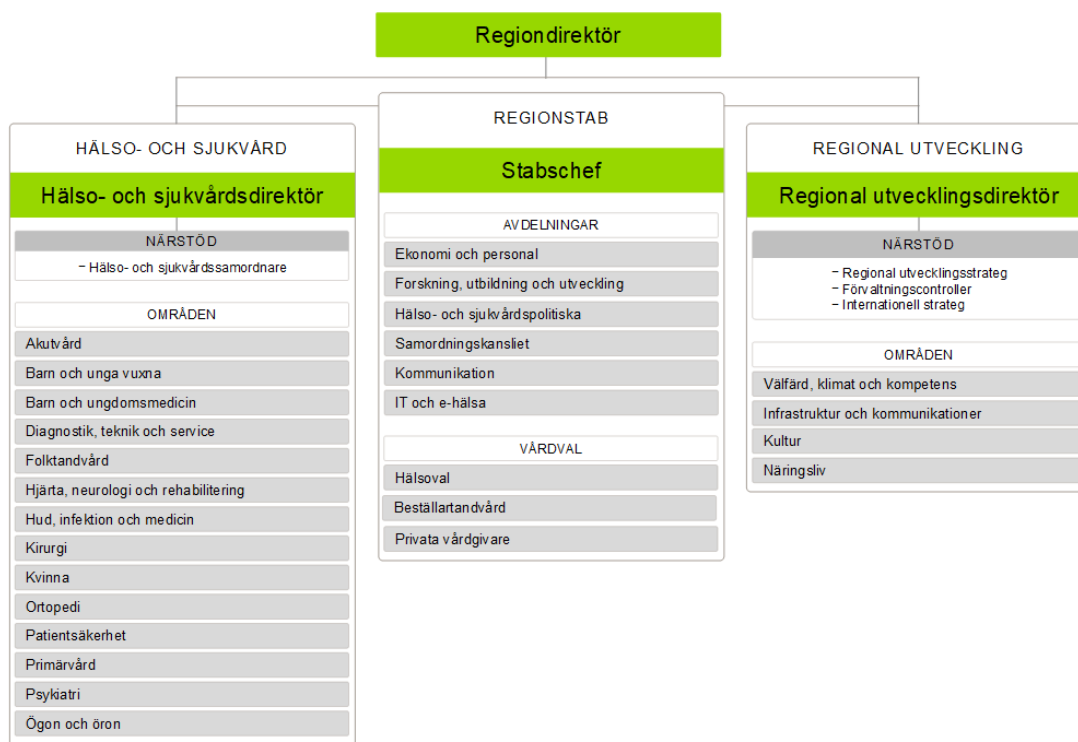 Regiondirektör
HÄLSO- OCH SJUKVÅRD
Hälso- och sjukvårdsdirektör
NÄRSTÖD
– Hälso- och sjukvårdssamordnare
OMRÅDEN
Akutvård
Barn och unga vuxna
Barn och ungdomsmedicin
Diagnostik, teknik och service
Folktandvård
Hjärta, neurologi och rehabilitering
Hud, infektion och medicin
Kirurgi
Kvinna
Ortopedi
Patientsäkerhet
Primärvård
Psykiatri
Ögon och öron
REGIONSTAB
Stabschef
AVDELNINGAR
Ekonomi och personal
Forskning, utbildning och utveckling
Hälso- och sjukvårdspolitiska
Samordningskansliet
Kommunikation
IT och e-hälsa
VÅRDVAL
Hälsoval
Beställartandvård
Privata vårdgivare
REGIONAL UTVECKLING
Regional utvecklingsdirektör
NÄRSTÖD
– Regional utvecklingsstrateg
– Förvaltningscontroller
– Internationell strateg
OMRÅDEN
Välfärd, klimat och kompetens
Infrastruktur och kommunikationer
Kultur
Näringsliv